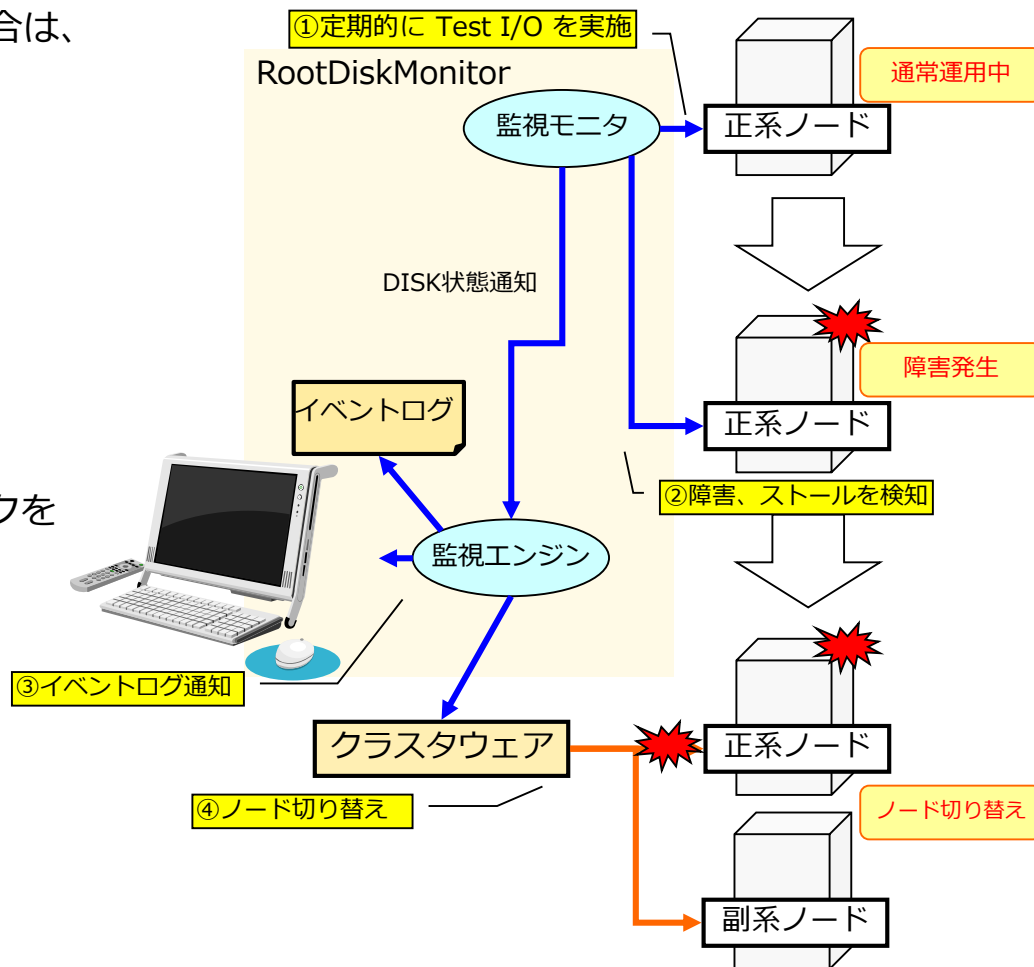 合は、
①定期的に Test I/O を実施
RootDiskMonitor
通常運用中
監視モニタ
正系ノード
DISK状態通知
障害発生
イベントログ
正系ノード
クを
②障害、ストールを検知
監視エンジン
③イベントログ通知
クラスタウェア
正系ノード
④ノード切り替え
ノード切り替え
副系ノード